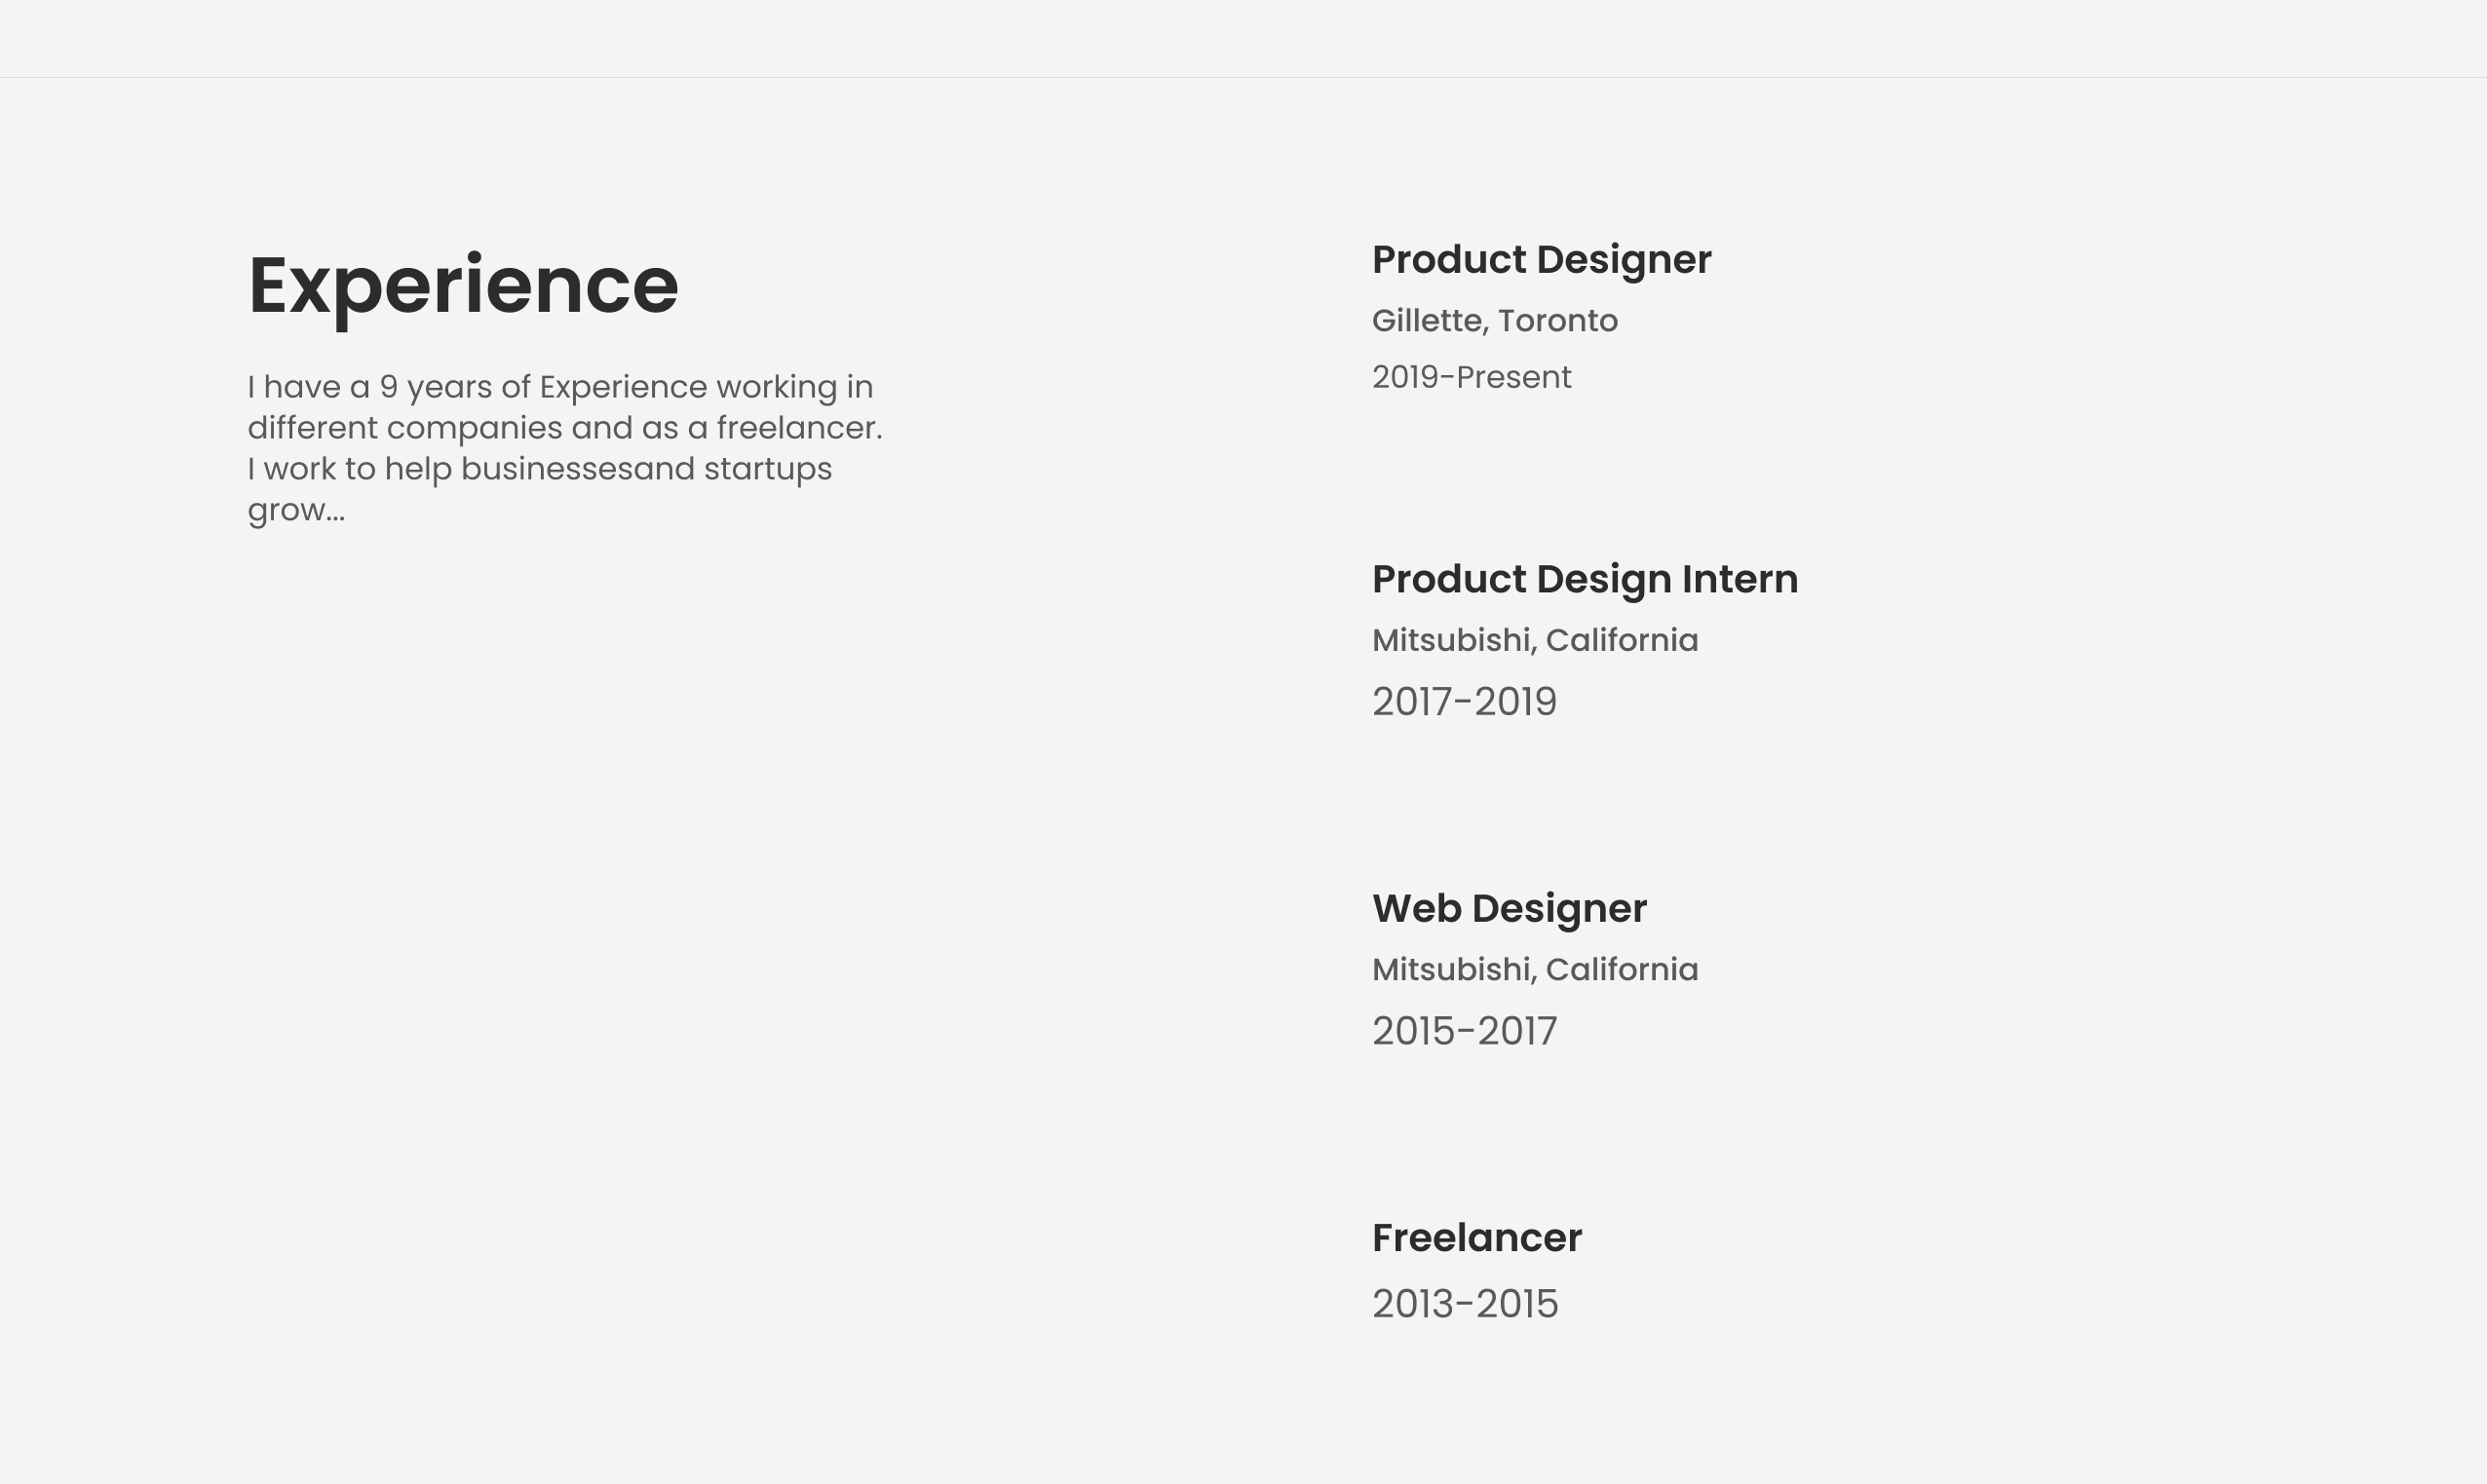 Experience
I have a 9 years of Experience working in
different companies and as a freelancer.
I work to help businessesand startups
grow...
Product Designer
Gillette, Toronto
2019-Present
Product Design Intern
Mitsubishi, California
2017-2019
Web Designer
Mitsubishi, California
2015-2017
Freelancer
2013-2015